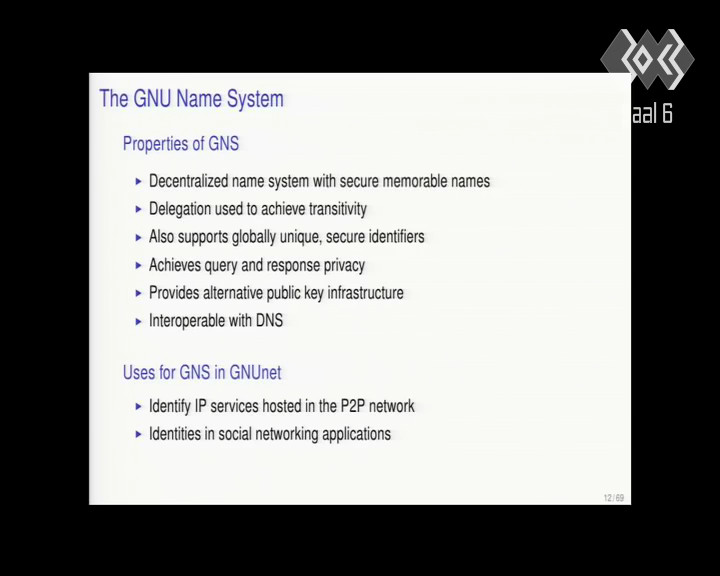 The GNU Name System
Properties of GNS
▸ Decentralized name system with secure memorable names
▸ Delegation used to achieve transitivity
▸ Also supports globally unique, secure identifiers
▸ Achieves query and response privacy
▸ Provides alternative public key infrastructure
▸ Interoperable with DNS
Uses for GNS in GNUnet
▸ Identify IP services hosted in the P2P network
▸ Identities in social networking applications
12/69
aal 6